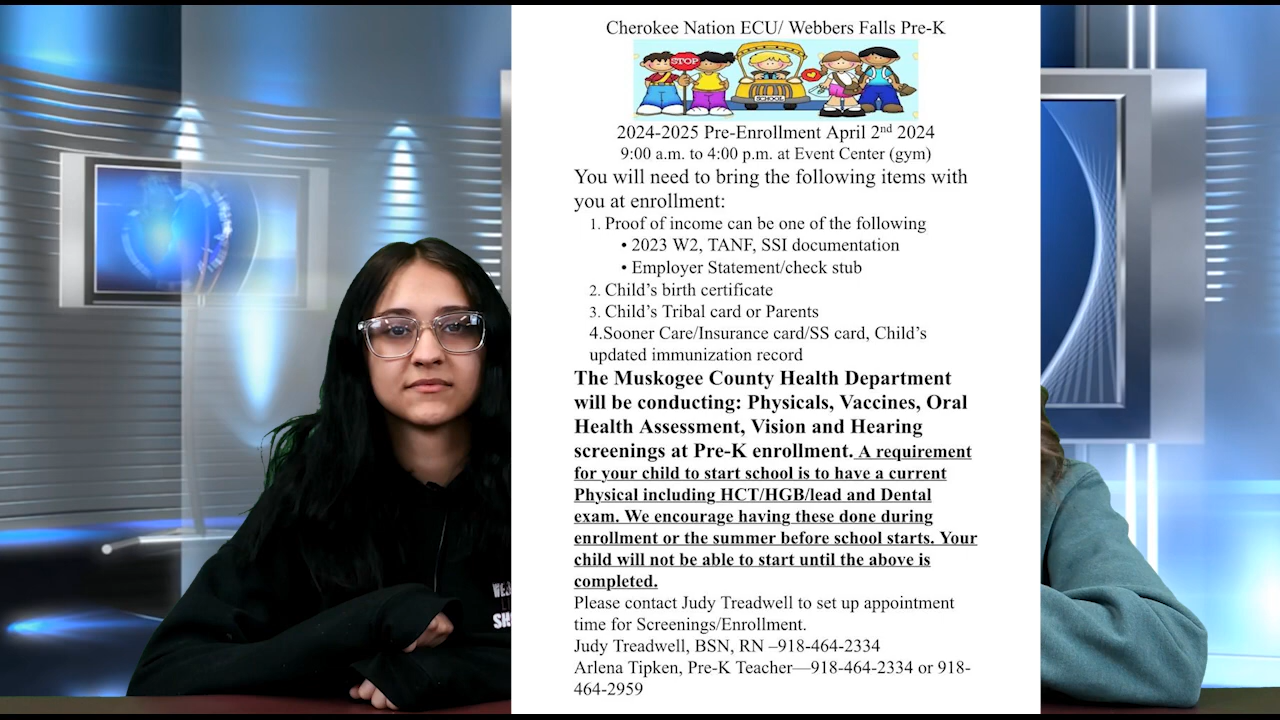 Cherokee Nation ECU/ Webbers Falls Pre-K
STOP
SCHOOL
2024-2025 Pre-Enrollment April 2nd 2024
9:00 a.m. to 4:00 p.m. at Event Center (gym)
You will need to bring the following items with
you at enrollment:
1. Proof of income can be one of the following
• 2023 W2, TANF, SSI documentation
• Employer Statement/check stub
2. Child's birth certificate
3. Child's Tribal card or Parents
4.Sooner Care/Insurance card/SS card, Child's
updated immunization record
The Muskogee County Health Department
will be conducting: Physicals, Vaccines, Oral
Health Assessment, Vision and Hearing
screenings at Pre-K enrollment. A requirement
for your child to start school is to have a current
Physical including HCT/HGB/lead and Dental
exam. We encourage having these done during
enrollment or the summer before school starts. Your
child will not be able to start until the above is
completed.
Please contact Judy Treadwell to set up appointment
time for Screenings/Enrollment.
Judy Treadwell, BSN, RN –918-464-2334
Arlena Tipken, Pre-K Teacher—918-464-2334 or 918-
464-2959